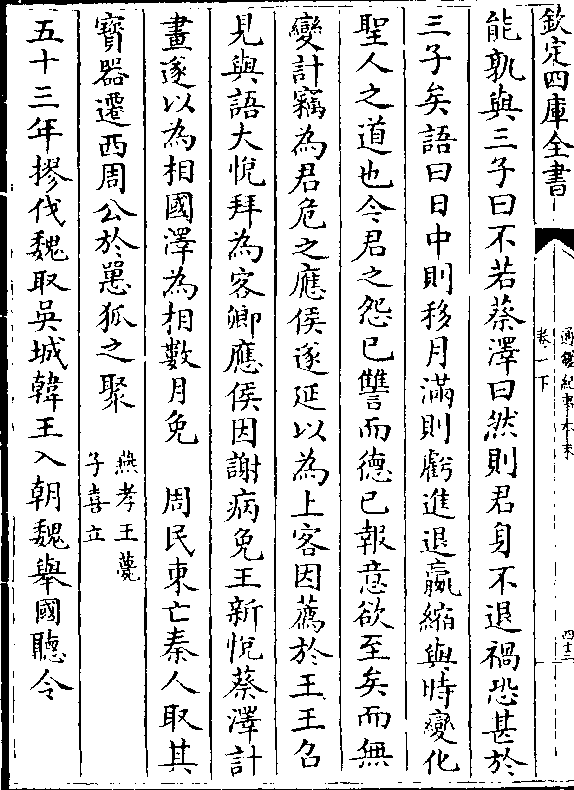 欽定四庫全書
通鑑紀事本末
卷一下
四十三
能孰與三子曰不若蔡澤曰然則君身不退禍恐甚於
三子矣語曰日中則移月滿則虧進退嬴縮與時變化
聖人之道也今君之怨已讐而德已報意欲至矣而無
變計竊為君危之應侯遂延以為上客因薦於王王召
見與語大悅拜為客卿應侯因謝病免王新悅蔡澤計
畫遂以為相國澤為相數月免　周民東亡秦人取其
寶器遷西周公於𢠸狐之聚　燕孝王薨
子喜立
五十三年摎伐魏取吳城韓王入朝魏舉國聽令